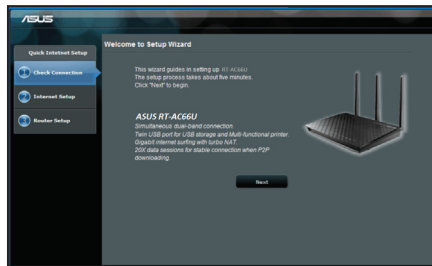 ASUS
Quick Internet Setup
1 Check Connection
2 Internet Setup
3 Router Setup
Welcome to Setup Wizard
This wizard guides in setting up RT-AC66U
The setup process takes about five minutes.
Click "Next" to begin.
ASUS RT-AC66U
Simultaneous dual-band connection.
Twin USB port for USB storage and Multi-functional printer.
Gigabit internet surfing with turbo NAT.
20X data sessions for stable connection when P2P
downloading.
Next